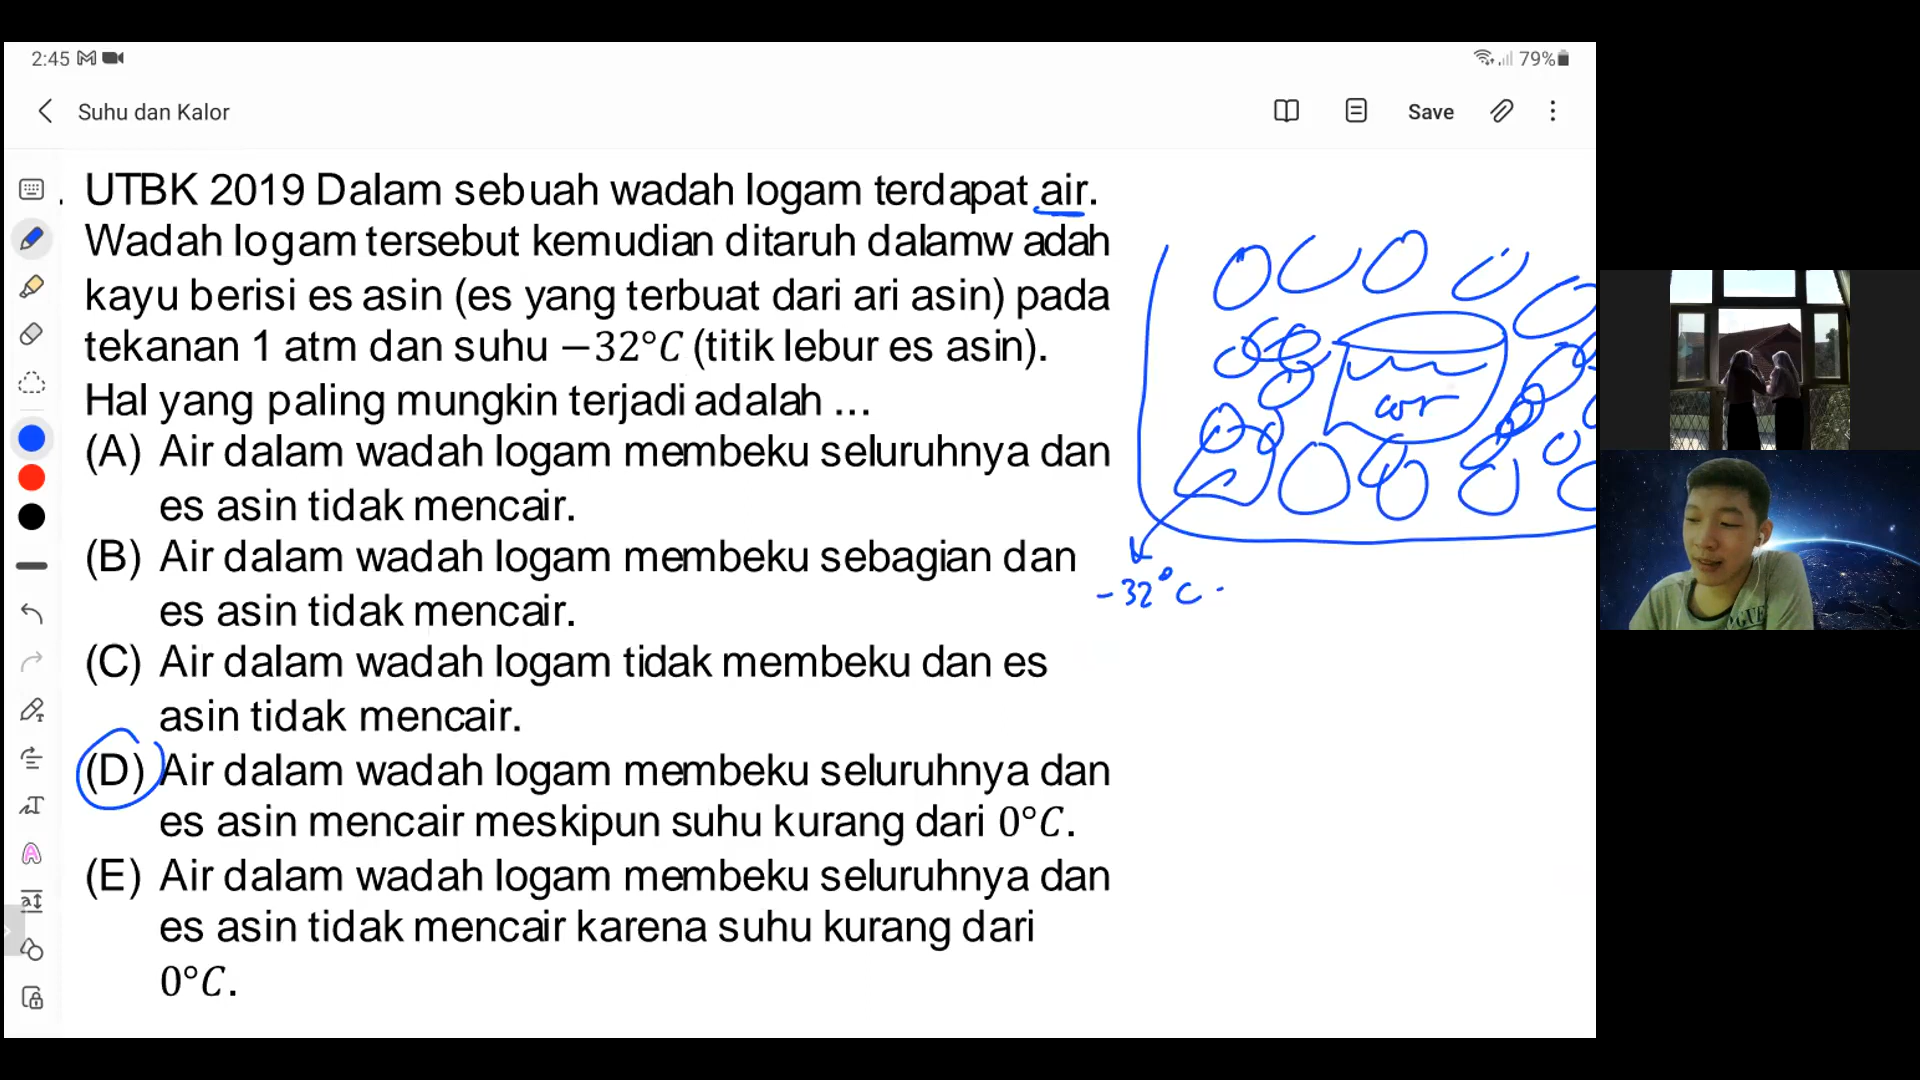 2:45
79%
Suhu dan Kalor
Save
. UTBK 2019 Dalam sebuah wadah logam terdapat air.
Wadah logam tersebut kemudian ditaruh dalamw adah
kayu berisi es asin (es yang terbuat dari ari asin) pada
tekanan 1 atm dan suhu −32°C (titik lebur es asin).
Hal yang paling mungkin terjadi adalah ...
(A) Air dalam wadah logam membeku seluruhnya dan
es asin tidak mencair.
(B) Air dalam wadah logam membeku sebagian dan
es asin tidak mencair.
(C) Air dalam wadah logam tidak membeku dan es
asin tidak mencair.
(D) Air dalam wadah logam membeku seluruhnya dan
es asin mencair meskipun suhu kurang dari 0°C.
(E) Air dalam wadah logam membeku seluruhnya dan
es asin tidak mencair karena suhu kurang dari
0°C.
air
-32°C